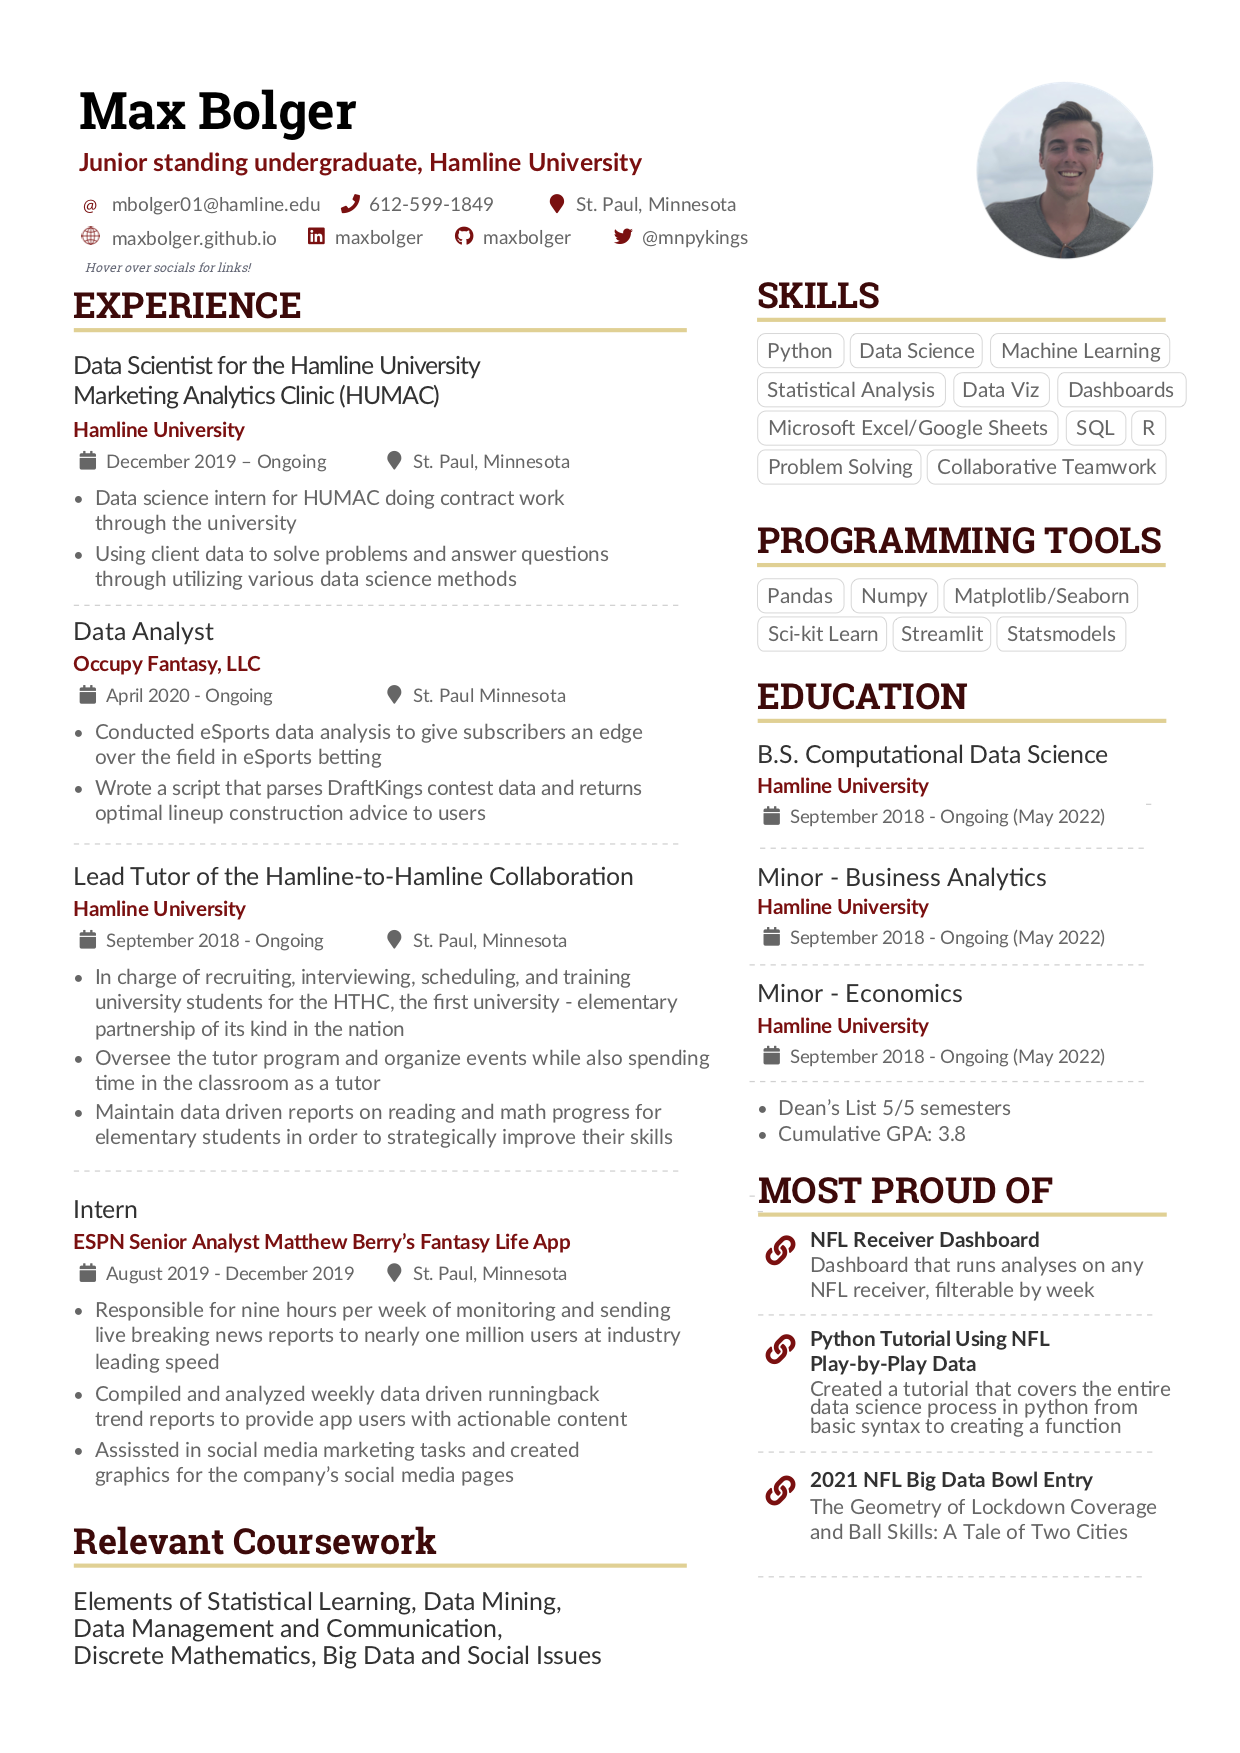 Max Bolger
Junior standing undergraduate, Hamline University
@ mbolger01@hamline.edu 612-599-1849 St. Paul, Minnesota
maxbolger.github.io maxbolger maxbolger @mnpykings
Hover over socials for links!
EXPERIENCE
Data Scientist for the Hamline University
Marketing Analytics Clinic (HUMAC)
Hamline University
December 2019 – Ongoing St. Paul, Minnesota
• Data science intern for HUMAC doing contract work
through the university
• Using client data to solve problems and answer questions
through utilizing various data science methods
Data Analyst
Occupy Fantasy, LLC
April 2020 - Ongoing St. Paul Minnesota
• Conducted eSports data analysis to give subscribers an edge
over the field in eSports betting
• Wrote a script that parses DraftKings contest data and returns
optimal lineup construction advice to users
Lead Tutor of the Hamline-to-Hamline Collaboration
Hamline University
September 2018 - Ongoing St. Paul, Minnesota
• In charge of recruiting, interviewing, scheduling, and training
university students for the HTHC, the first university - elementary
partnership of its kind in the nation
• Oversee the tutor program and organize events while also spending
time in the classroom as a tutor
• Maintain data driven reports on reading and math progress for
elementary students in order to strategically improve their skills
Intern
ESPN Senior Analyst Matthew Berry's Fantasy Life App
August 2019 - December 2019 St. Paul, Minnesota
• Responsible for nine hours per week of monitoring and sending
live breaking news reports to nearly one million users at industry
leading speed
• Compiled and analyzed weekly data driven runningback
trend reports to provide app users with actionable content
• Assissted in social media marketing tasks and created
graphics for the company's social media pages
Relevant Coursework
Elements of Statistical Learning, Data Mining,
Data Management and Communication,
Discrete Mathematics, Big Data and Social Issues
SKILLS
Python Data Science Machine Learning
Statistical Analysis Data Viz Dashboards
Microsoft Excel/Google Sheets SQL R
Problem Solving Collaborative Teamwork
PROGRAMMING TOOLS
Pandas Numpy Matplotlib/Seaborn
Sci-kit Learn Streamlit Statsmodels
EDUCATION
B.S. Computational Data Science
Hamline University
September 2018 - Ongoing (May 2022)
Minor - Business Analytics
Hamline University
September 2018 - Ongoing (May 2022)
Minor - Economics
Hamline University
September 2018 - Ongoing (May 2022)
• Dean's List 5/5 semesters
• Cumulative GPA: 3.8
MOST PROUD OF
NFL Receiver Dashboard
Dashboard that runs analyses on any
NFL receiver, filterable by week
Python Tutorial Using NFL
Play-by-Play Data
Created a tutorial that covers the entire
data science process in python from
basic syntax to creating a function
2021 NFL Big Data Bowl Entry
The Geometry of Lockdown Coverage
and Ball Skills: A Tale of Two Cities